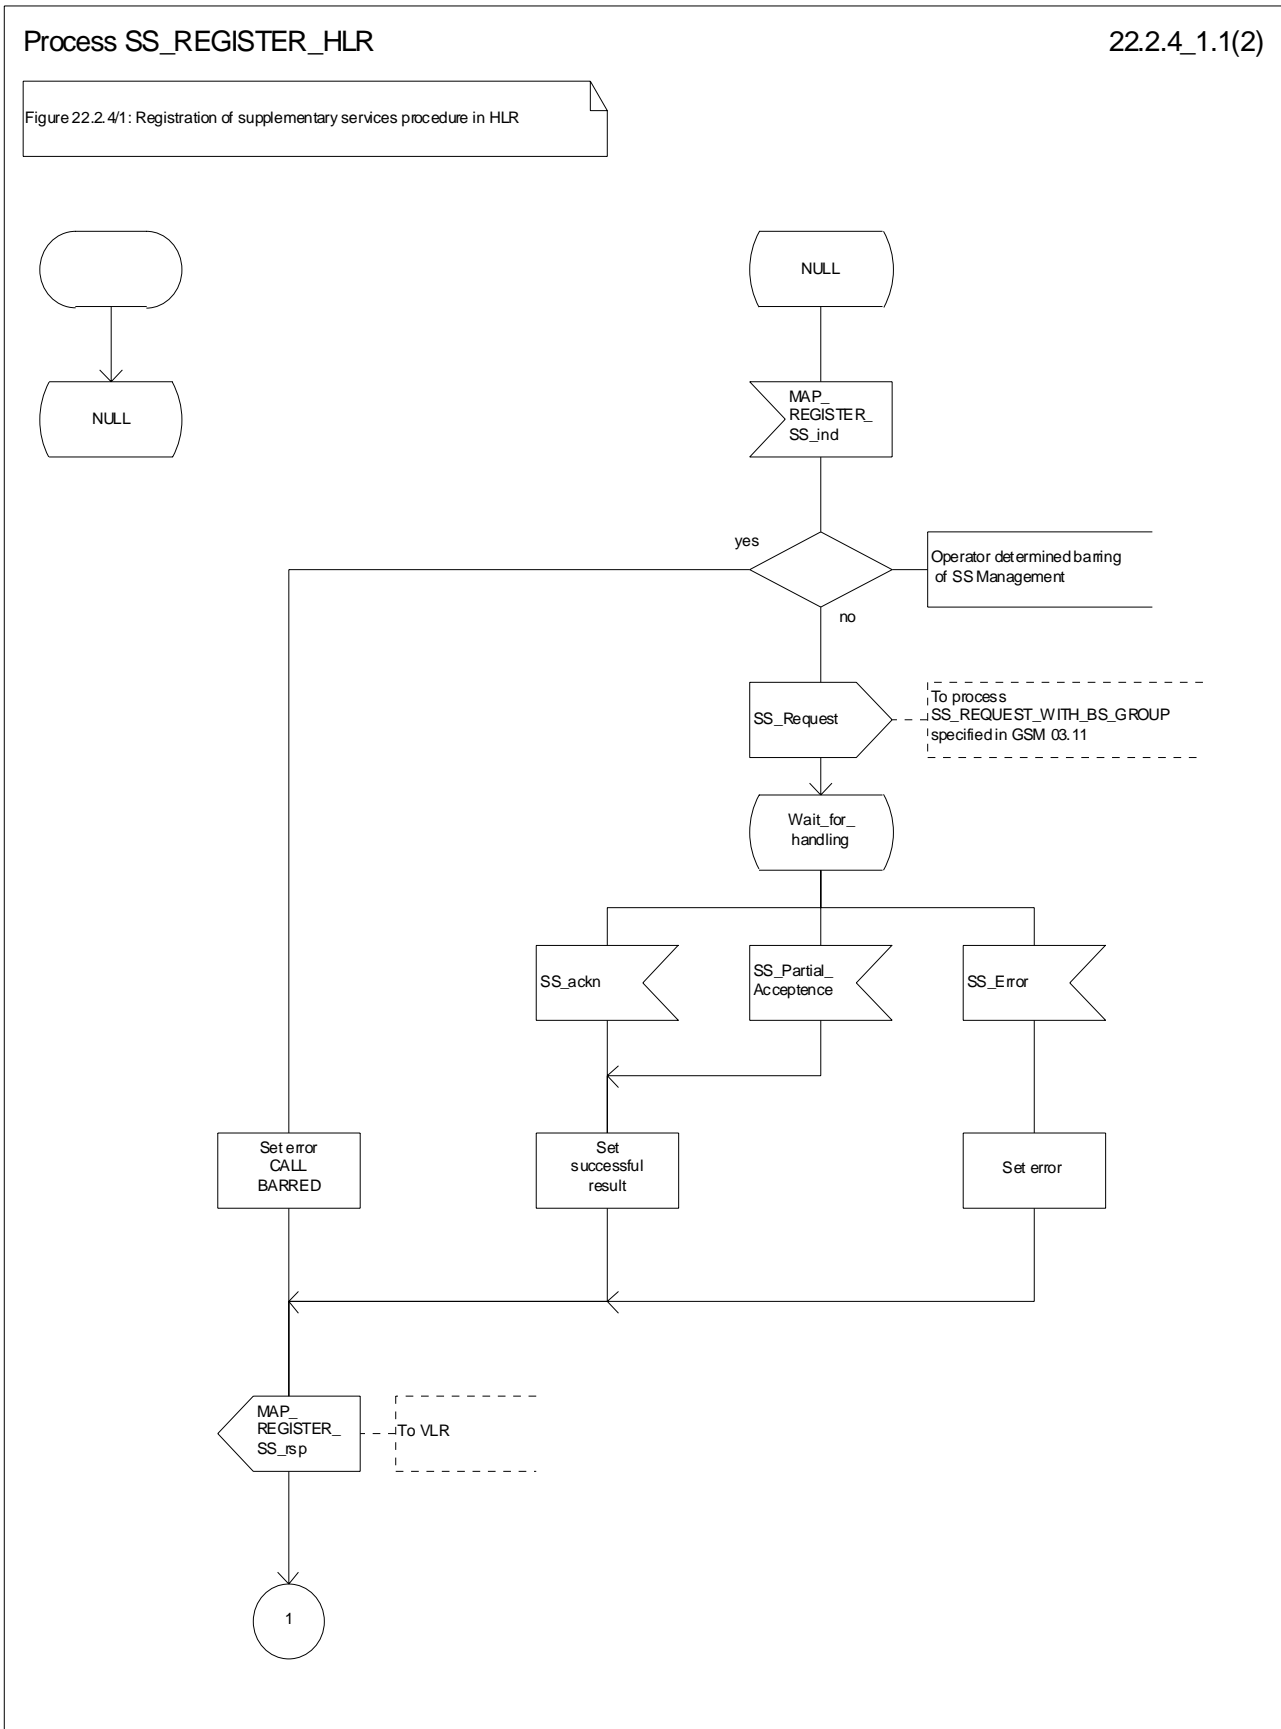 Process SS_REGISTER_HLR
22.2.4_1.1(2)
Figure 22.2.4/1: Registration of supplementary services procedure in HLR
NULL
NULL
MAP_
REGISTER_
SS_ind
yes
Operator determined barring
of SS Management
no
SS_Request
To process
SS_REQUEST_WITH_BS_GROUP
specified in GSM 03.11
Wait_for_
handling
SS_ackn
SS_Partial_
Acceptence
SS_Error
Set error
CALL
BARRED
Set
successful
result
Set error
MAP_
REGISTER_
SS_rsp
To VLR
1